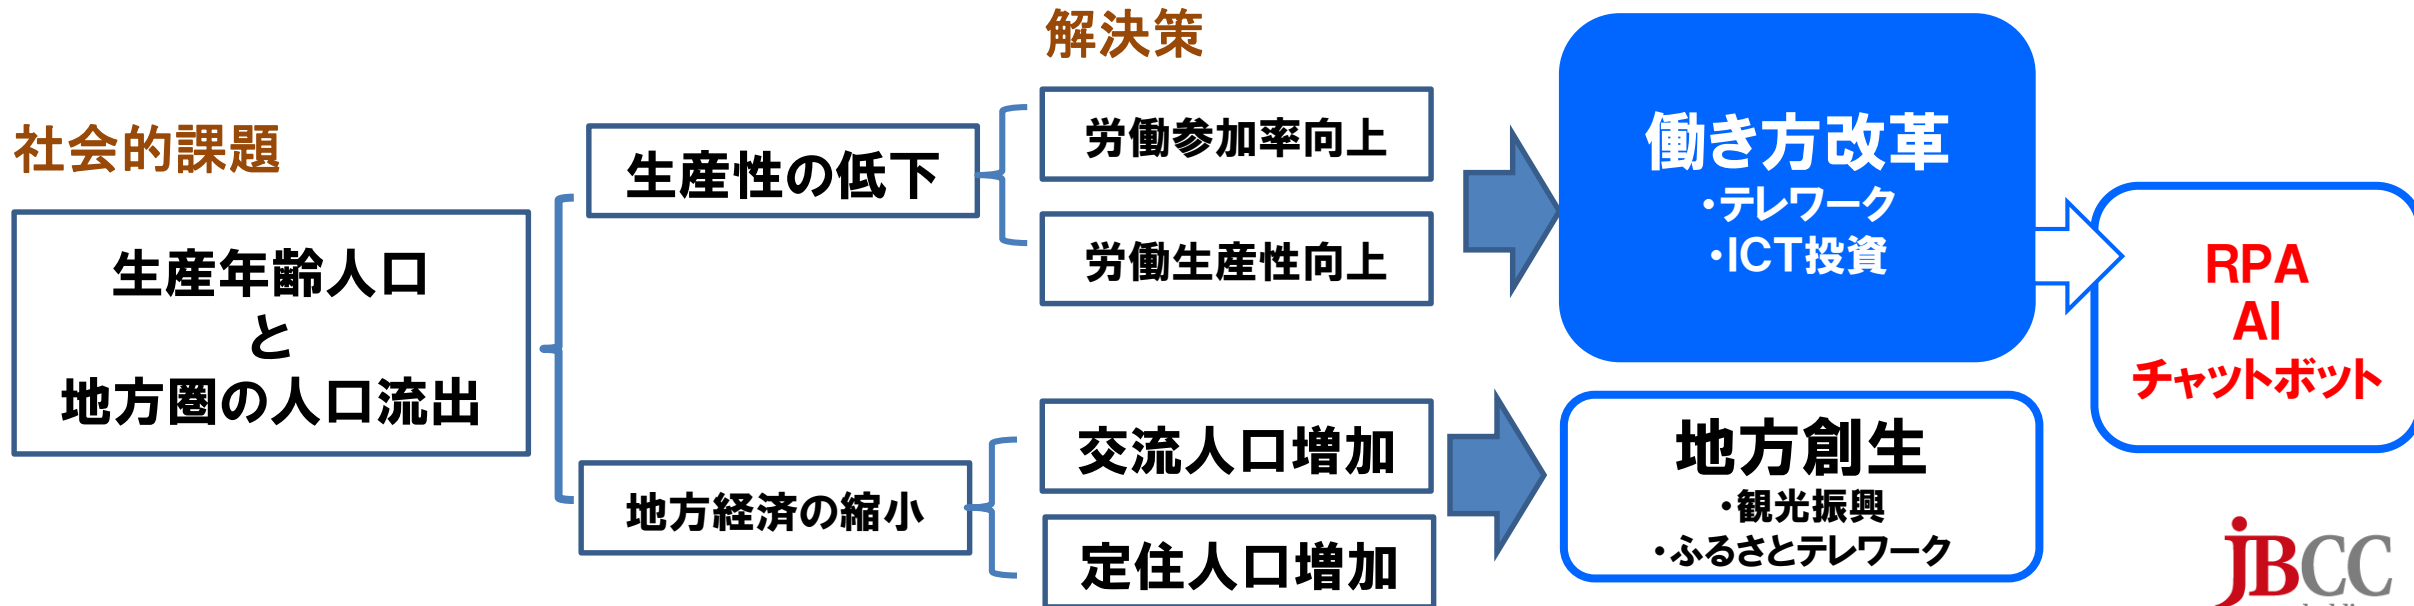 解決策
社会的課題
生産年齢人口
と
地方圏の人口流出
生産性の低下
地方経済の縮小
労働参加率向上
労働生産性向上
交流人口増加
定住人口増加
働き方改革
・テレワーク
・ICT投資
地方創生
・観光振興
・ふるさとテレワーク
RPA
AI
チャットボット
JBCC